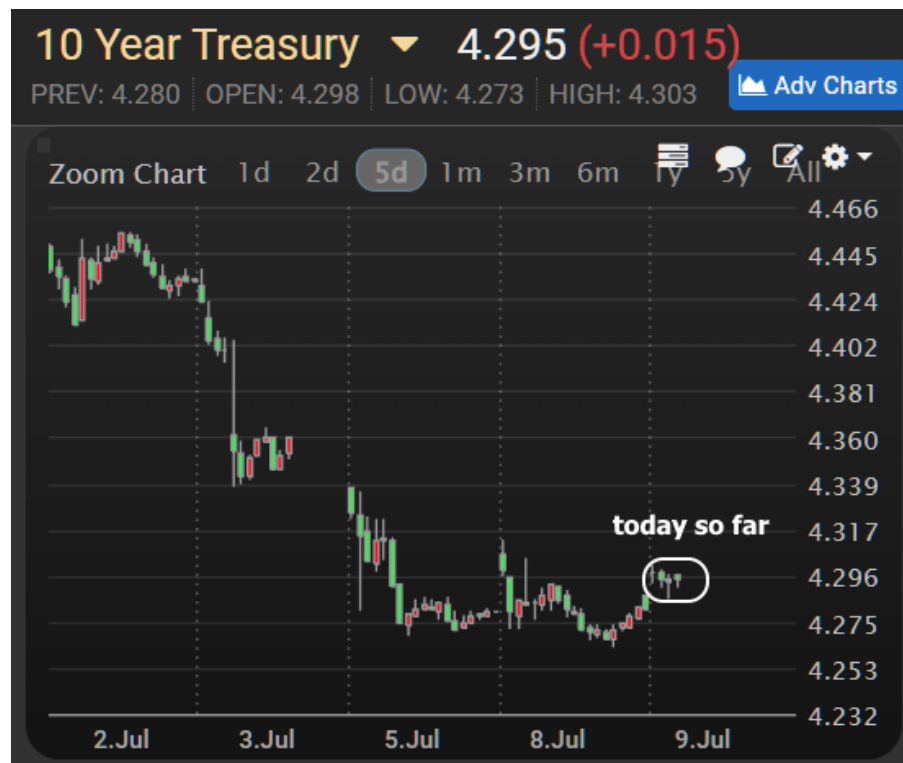 10 Year Treasury 4.295 (+0.015)
PREV: 4.280 OPEN: 4.298 LOW: 4.273 HIGH: 4.303 Adv Charts
Zoom Chart 1d 2d 5d 1m 3m 6m 1y 5y All
4.466
4.445
4.424
4.402
4.381
4.360
4.339
today so far
4.317
4.296
4.275
4.253
4.232
2.Jul 3.Jul 5.Jul 8.Jul 9.Jul